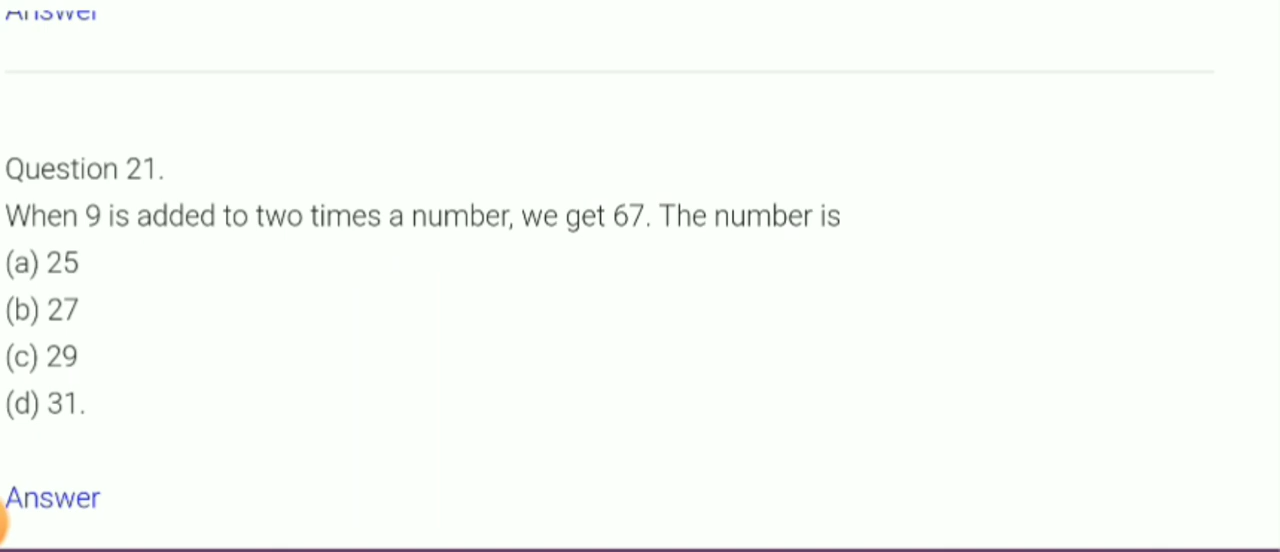 Answer
Question 21.
When 9 is added to two times a number, we get 67. The number is
(a) 25
(b) 27
(c) 29
(d) 31.
Answer